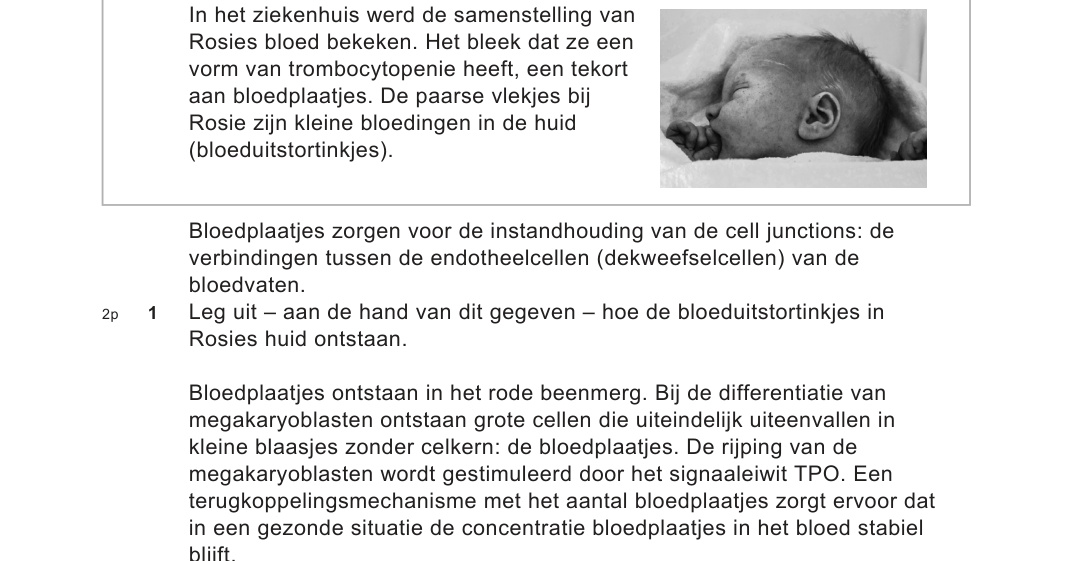 In het ziekenhuis werd de samenstelling van
Rosies bloed bekeken. Het bleek dat ze een
vorm van trombocytopenie heeft, een tekort
aan bloedplaatjes. De paarse vlekjes bij
Rosie zijn kleine bloedingen in de huid
(bloeduitstortinkjes).
Bloedplaatjes zorgen voor de instandhouding van de cell junctions: de
verbindingen tussen de endotheelcellen (dekweefselcellen) van de
bloedvaten.
2p 1 Leg uit – aan de hand van dit gegeven – hoe de bloeduitstortinkjes in
Rosies huid ontstaan.
Bloedplaatjes ontstaan in het rode beenmerg. Bij de differentiatie van
megakaryoblasten ontstaan grote cellen die uiteindelijk uiteenvallen in
kleine blaasjes zonder celkern: de bloedplaatjes. De rijping van de
megakaryoblasten wordt gestimuleerd door het signaaleiwit TPO. Een
terugkoppelingsmechanisme met het aantal bloedplaatjes zorgt ervoor dat
in een gezonde situatie de concentratie bloedplaatjes in het bloed stabiel
blijft.